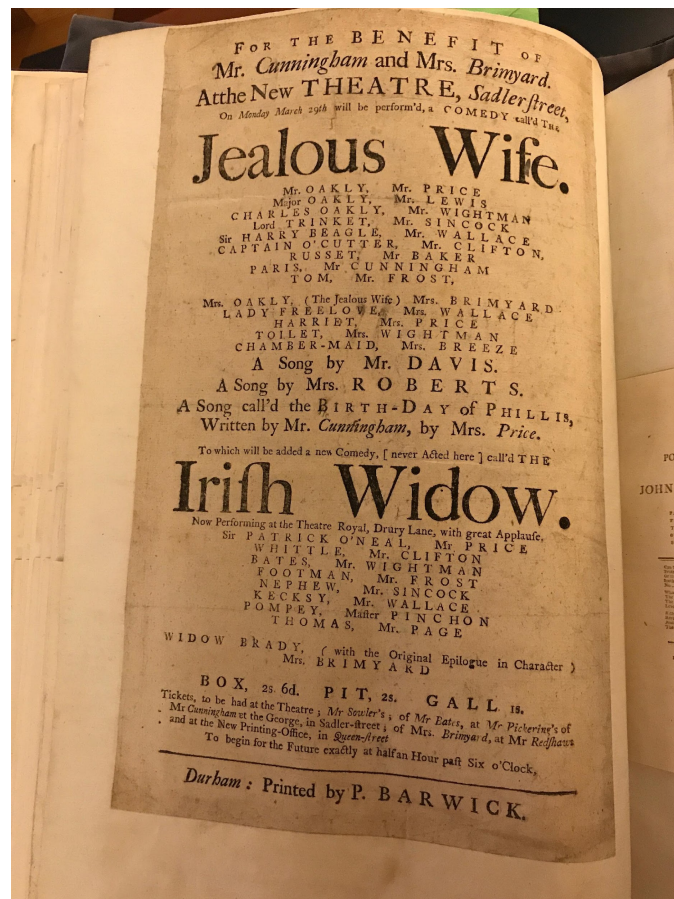 FOR THE BENEFIT OF
Mr. Cunningham and Mrs. Brimyard.
Atthe New THEATRE, Sadlerſtreet,
On Monday March 29th will be perform'd, a COMEDY call'd THE
Jealous Wife.
Mr. OAKLY, Mr. PRICE
Major OAKLY, Mr. LEWIS
CHARLES OAKLY, Mr. WIGHTMAN
Lord TRINKET, Mr. SINCOCK
Sir HARRY BEAGLE, Mr. WALLACE
CAPTAIN O'CUTTER, Mr. CLIFTON,
RUSSET, Mr BAKER
PARIS, Mr CUNNINGHAM
TOM, Mr. FROST,
Mrs. OAKLY, (The Jealous Wife) Mrs. BRIMYARD
LADY FREELOVE, Mrs. WALLACE
HARRIET, Mrs. PRICE
TOILET, Mrs. WIGHTMAN
CHAMBER-MAID, Mrs. BREEZE
A Song by Mr. DAVIS.
A Song by Mrs. ROBERTS.
A Song call'd the BIRTH-DAY of PHILLIS,
Written by Mr. Cunningham, by Mrs. Price.
To which will be added a new Comedy, [ never Acted here ] call'd THE
Iriſh Widow.
Now Performing at the Theatre Royal, Drury Lane, with great Applauſe,
Sir PATRICK O'NEAL, Mr PRICE
WHITTLE, Mr. CLIFTON
BATES, Mr. WIGHTMAN
FOOTMAN, Mr. FROST
NEPHEW, Mr. SINCOCK
KECKSY, Mr. WALLACE
POMPEY, Maſter PINCHON
THOMAS, Mr. PAGE
WIDOW BRADY, ( with the Original Epilogue in Character )
Mrs. BRIMYARD
BOX, 2s. 6d. PIT, 2s. GALL 1s.
Tickets, to be had at the Theatre ; Mr Sowler's ; of Mr Bates, at Mr Pickering's of
Mr Cunningham at the George, in Sadler-ſtreet ; of Mrs. Brimyard, at Mr Redſhaws
and at the New Printing-Office, in Queen-ſtreet
To begin for the Future exactly at half an Hour paſt Six o'Clock,
Durham : Printed by P. BARWICK.
JOHN